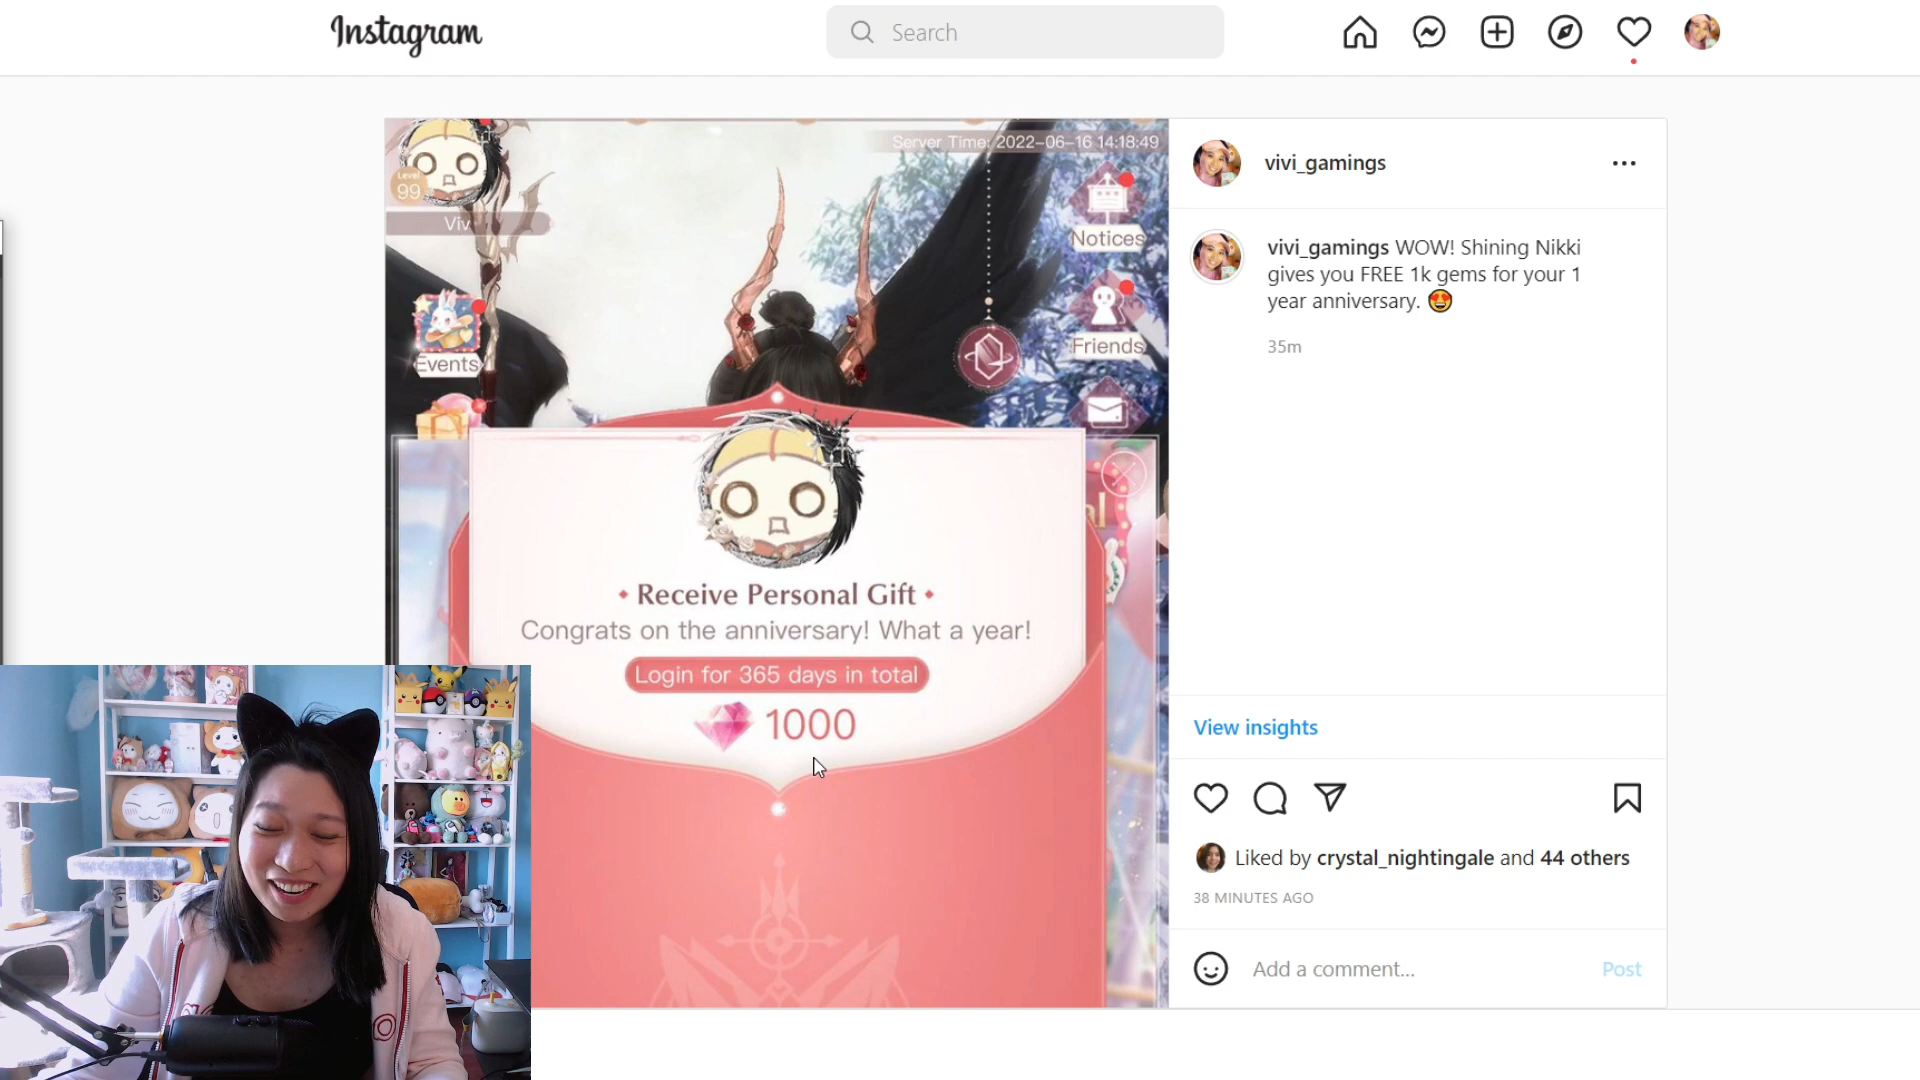 Instagram
Search
Server Time: 2022-06-16 14:18:49
Level
99
Viv
Notices
Events
Friends
Receive Personal Gift
Congrats on the anniversary! What a year!
Login for 365 days in total
1000
vivi_gamings
vivi_gamings WOW! Shining Nikki
gives you FREE 1k gems for your 1
year anniversary. 😍
35m
View insights
Liked by crystal_nightingale and 44 others
38 MINUTES AGO
Add a comment...
Post